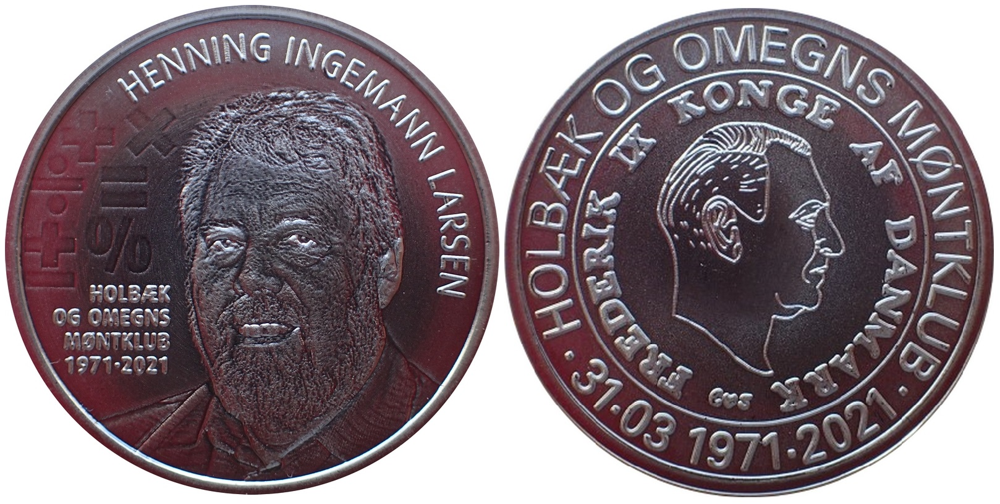 HENNING INGEMANN LARSEN
%
HOLBÆK
OG OMEGNS
MØNTKLUB
1971·2021
HOLBÆK OG OMEGNS MØNTKLUB
· 31·03 1971·2021 ·
FREDERIK IX KONGE AF DANMARK